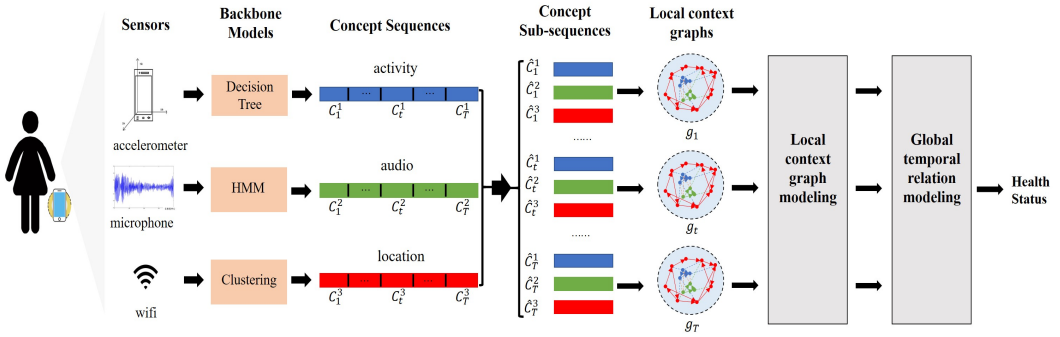 Sensors
Backbone
Models
Concept Sequences
Concept
Sub-sequences
Local context
graphs
accelerometer
Decision
Tree
activity
... ...
C_1^1 C_t^1 C_T^1
microphone
HMM
audio
... ...
C_1^2 C_t^2 C_T^2
wifi
Clustering
location
... ...
C_1^3 C_t^3 C_T^3
Ĉ_1^1
Ĉ_1^2
Ĉ_1^3
......
Ĉ_t^1
Ĉ_t^2
Ĉ_t^3
......
Ĉ_T^1
Ĉ_T^2
Ĉ_T^3
g_1
g_t
g_T
Local
context
graph
modeling
Global
temporal
relation
modeling
Health
Status